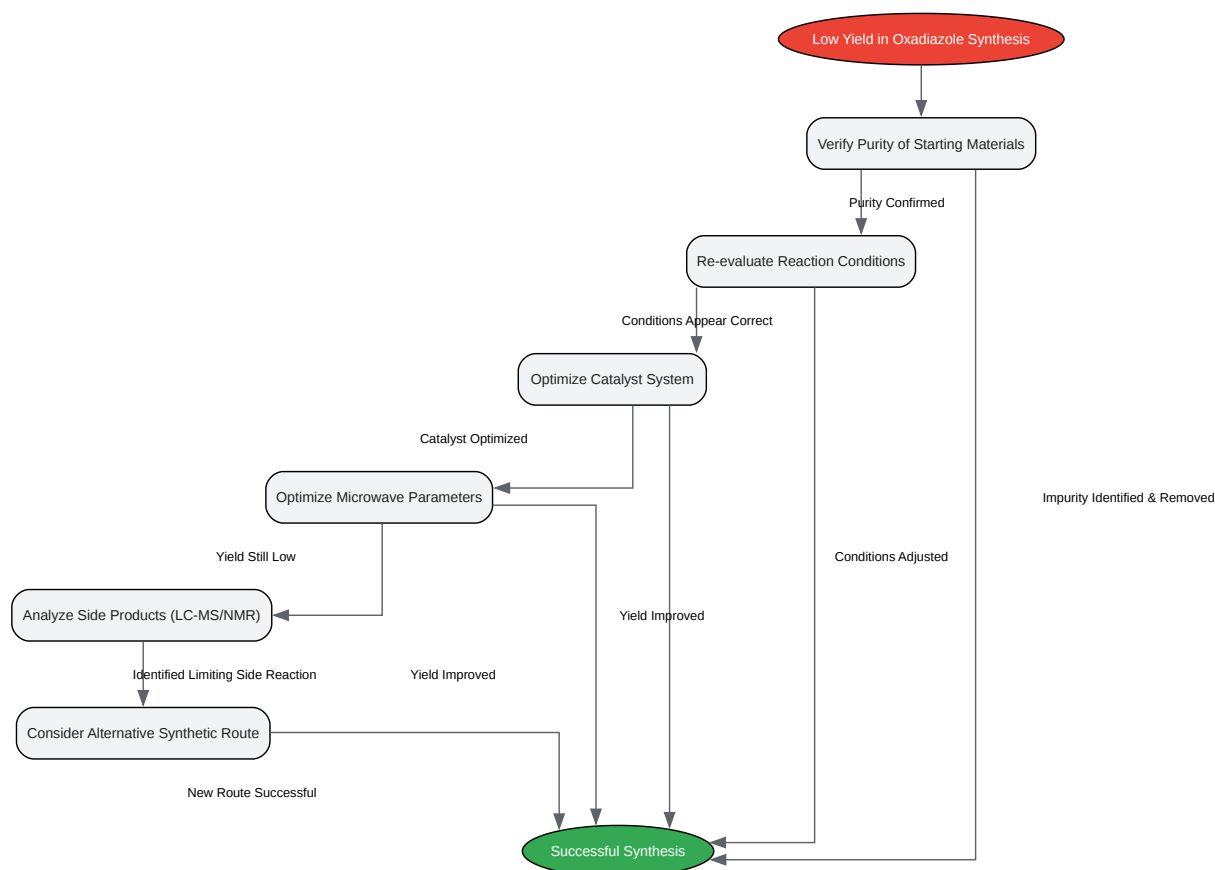 Low Yield in Oxadiazole Synthesis
Verify Purity of Starting Materials
Purity Confirmed
Re-evaluate Reaction Conditions
Conditions Appear Correct
Optimize Catalyst System
Catalyst Optimized
Optimize Microwave Parameters
Impurity Identified & Removed
Yield Still Low
Conditions Adjusted
Analyze Side Products (LC-MS/NMR)
Yield Improved
Identified Limiting Side Reaction
Yield Improved
Consider Alternative Synthetic Route
New Route Successful
Successful Synthesis